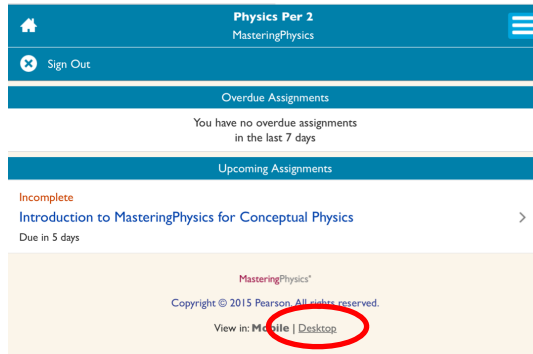 Physics Per 2
MasteringPhysics
Sign Out
Overdue Assignments
You have no overdue assignments
in the last 7 days
Upcoming Assignments
Incomplete
Introduction to MasteringPhysics for Conceptual Physics
Due in 5 days
MasteringPhysics®
Copyright © 2015 Pearson. All rights reserved.
View in: Mobile | Desktop